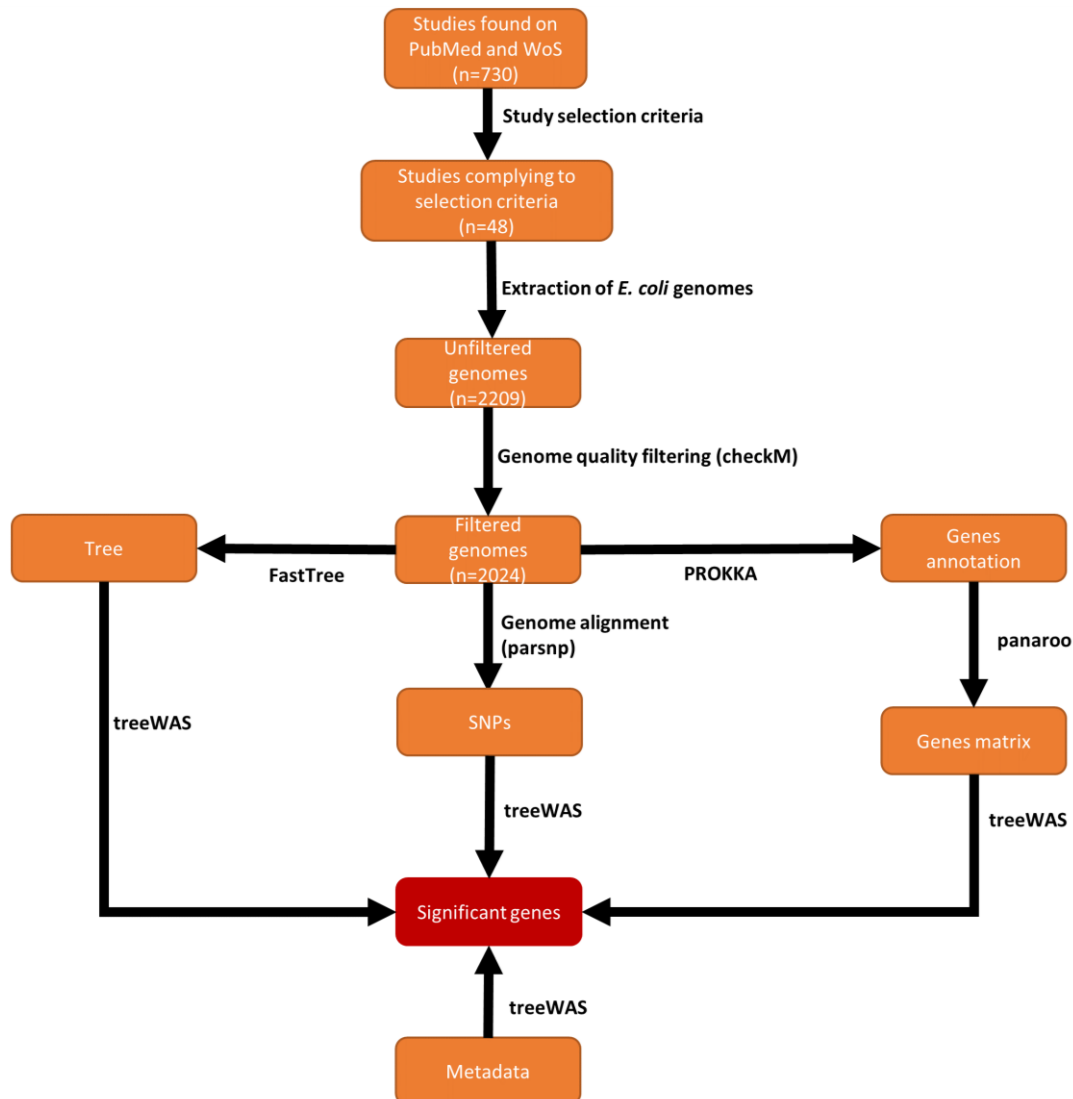 Studies found on
PubMed and WoS
(n=730)
Study selection criteria
Studies complying to
selection criteria
(n=48)
Extraction of E. coli genomes
Unfiltered
genomes
(n=2209)
Genome quality filtering (checkM)
Tree
FastTree
Filtered
genomes
(n=2024)
PROKKA
Genes
annotation
Genome alignment
(parsnp)
panaroo
treeWAS
SNPs
Genes matrix
treeWAS
treeWAS
Significant genes
treeWAS
Metadata